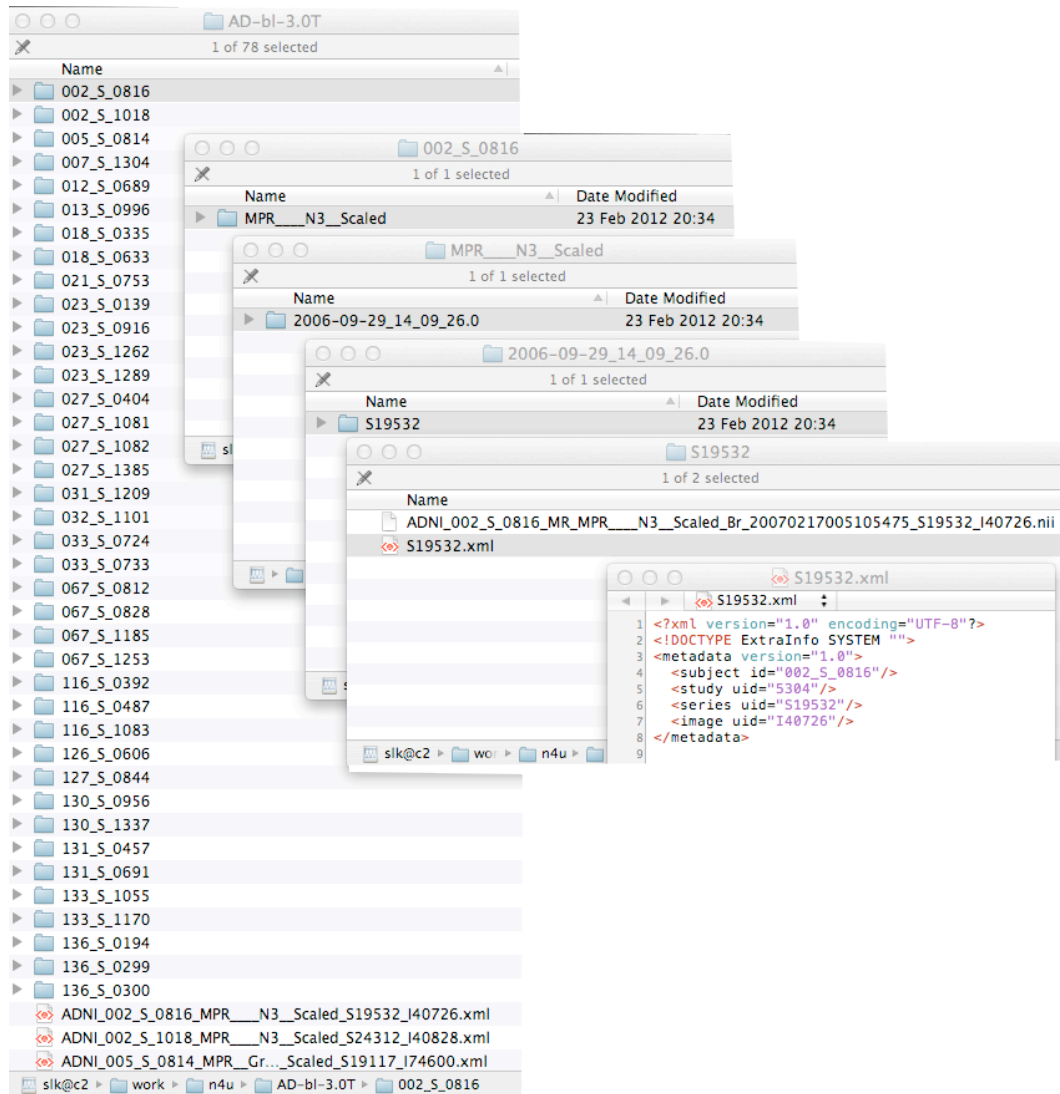 AD-bl-3.0T
1 of 78 selected
Name
002_S_0816
002_S_1018
005_S_0814
007_S_1304
012_S_0689
013_S_0996
018_S_0335
018_S_0633
021_S_0753
023_S_0139
023_S_0916
023_S_1262
023_S_1289
027_S_0404
027_S_1081
027_S_1082
027_S_1385
031_S_1209
032_S_1101
033_S_0724
033_S_0733
067_S_0812
067_S_0828
067_S_1185
067_S_1253
116_S_0392
116_S_0487
116_S_1083
126_S_0606
127_S_0844
130_S_0956
130_S_1337
131_S_0457
131_S_0691
133_S_1055
133_S_1170
136_S_0194
136_S_0299
136_S_0300
ADNI_002_S_0816_MPR____N3__Scaled_S19532_I40726.xml
ADNI_002_S_1018_MPR____N3__Scaled_S24312_I40828.xml
ADNI_005_S_0814_MPR__Gr..._Scaled_S19117_I74600.xml
slk@c2 work n4u AD-bl-3.0T 002_S_0816
002_S_0816
1 of 1 selected
Name Date Modified
MPR____N3__Scaled 23 Feb 2012 20:34
sl
MPR____N3__Scaled
1 of 1 selected
Name Date Modified
2006-09-29_14_09_26.0 23 Feb 2012 20:34
2006-09-29_14_09_26.0
1 of 1 selected
Name Date Modified
S19532 23 Feb 2012 20:34
S19532
1 of 2 selected
Name
ADNI_002_S_0816_MR_MPR____N3__Scaled_Br_20070217005105475_S19532_I40726.nii
S19532.xml
slk@c2 wor n4u
S19532.xml
S19532.xml
1 <?xml version="1.0" encoding="UTF-8"?>
2 <!DOCTYPE ExtraInfo SYSTEM "">
3 <metadata version="1.0">
4 <subject id="002_S_0816"/>
5 <study uid="5304"/>
6 <series uid="S19532"/>
7 <image uid="I40726"/>
8 </metadata>
9